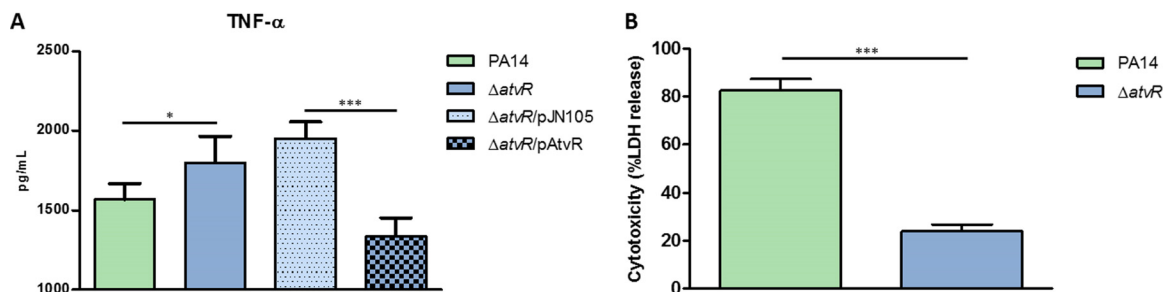 A
TNF-α
2500
2000
1500
1000
pg/mL
*
***
PA14
ΔatvR
ΔatvR/pJN105
ΔatvR/pAtvR
B
100
80
60
40
20
0
Cytotoxicity (%LDH release)
***
PA14
ΔatvR